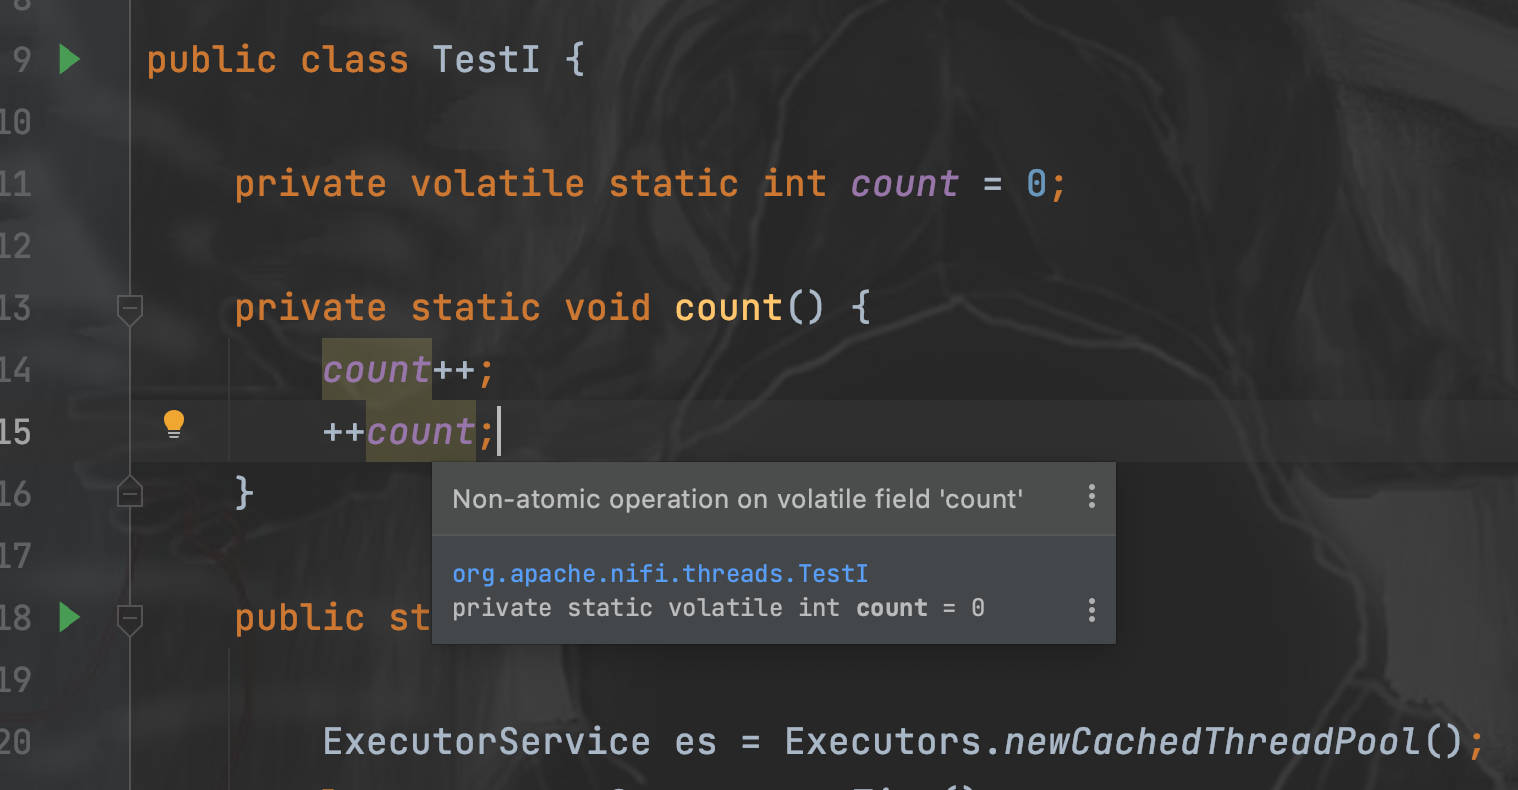 8
9 public class TestI {
10
11 private volatile static int count = 0;
12
13 private static void count() {
14 count++;
15 ++count;
16 }
Non-atomic operation on volatile field 'count'
17
org.apache.nifi.threads.TestI
private static volatile int count = 0
18 public st
19
20 ExecutorService es = Executors.newCachedThreadPool();